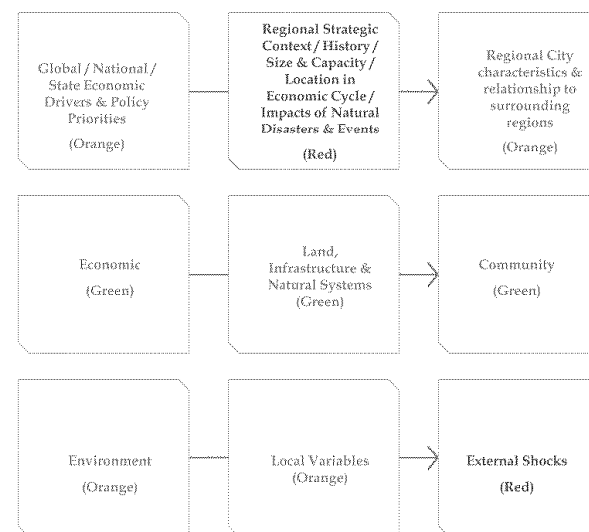 Global / National /
State Economic
Drivers & Policy
Priorities
(Orange)
Regional Strategic
Context / History /
Size & Capacity /
Location in
Economic Cycle /
Impacts of Natural
Disasters & Events
(Red)
Regional City
characteristics &
relationship to
surrounding
regions
(Orange)
Economic
(Green)
Land,
Infrastructure &
Natural Systems
(Green)
Community
(Green)
Environment
(Orange)
Local Variables
(Orange)
External Shocks
(Red)